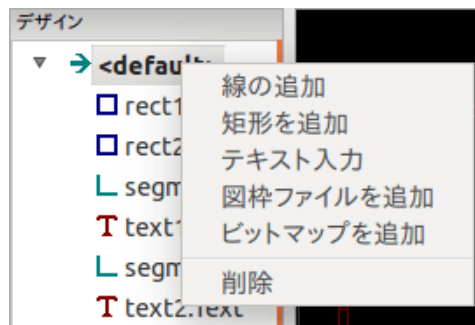 デザイン
<default>
rect1
rect2
segm
text1
segm
text2.Text
線の追加
矩形を追加
テキスト入力
図枠ファイルを追加
ビットマップを追加
削除